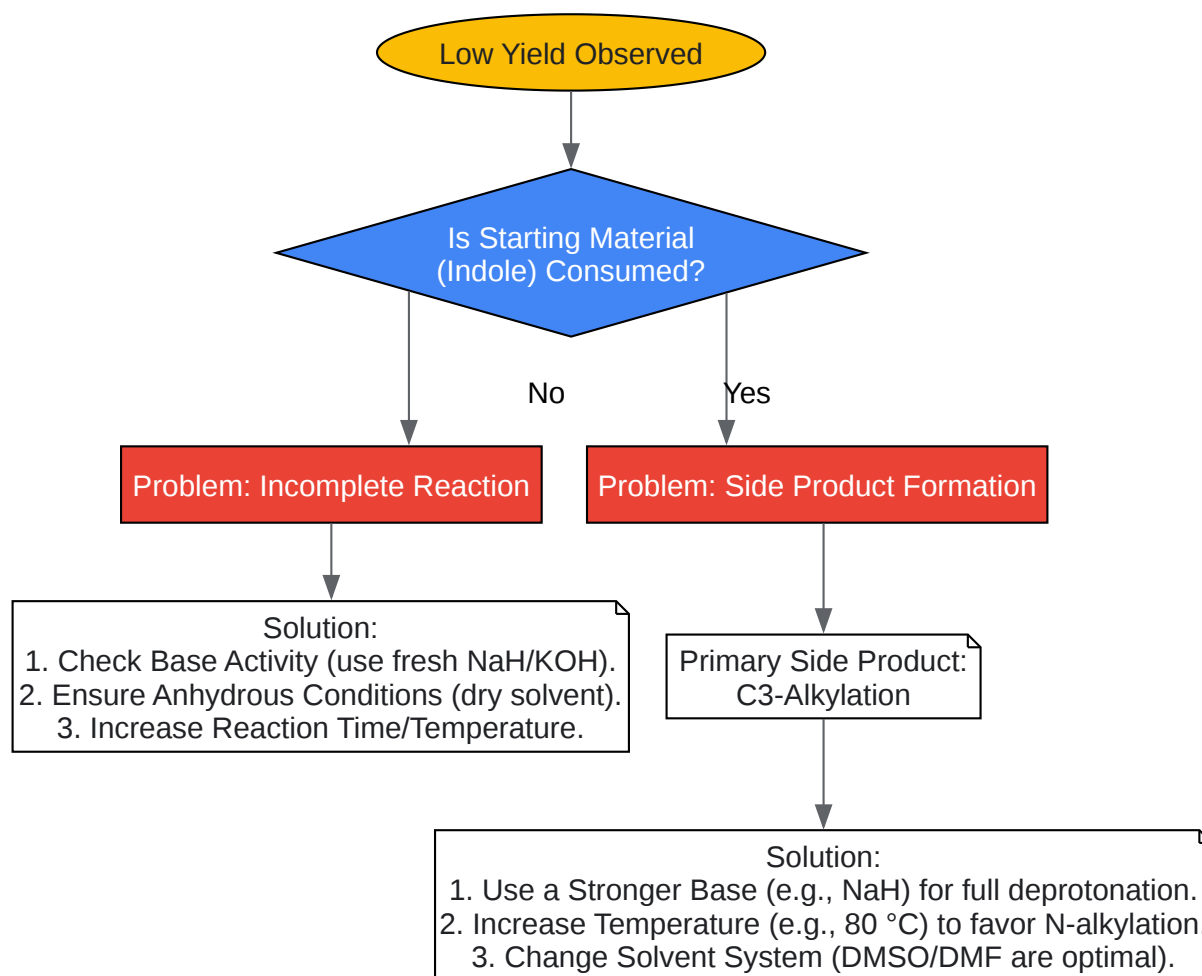 Low Yield Observed
Is Starting Material
(Indole) Consumed?
No
Yes
Problem: Incomplete Reaction
Problem: Side Product Formation
Solution:
1. Check Base Activity (use fresh NaH/KOH).
2. Ensure Anhydrous Conditions (dry solvent).
3. Increase Reaction Time/Temperature.
Primary Side Product:
C3-Alkylation
Solution:
1. Use a Stronger Base (e.g., NaH) for full deprotonation.
2. Increase Temperature (e.g., 80 °C) to favor N-alkylation.
3. Change Solvent System (DMSO/DMF are optimal).